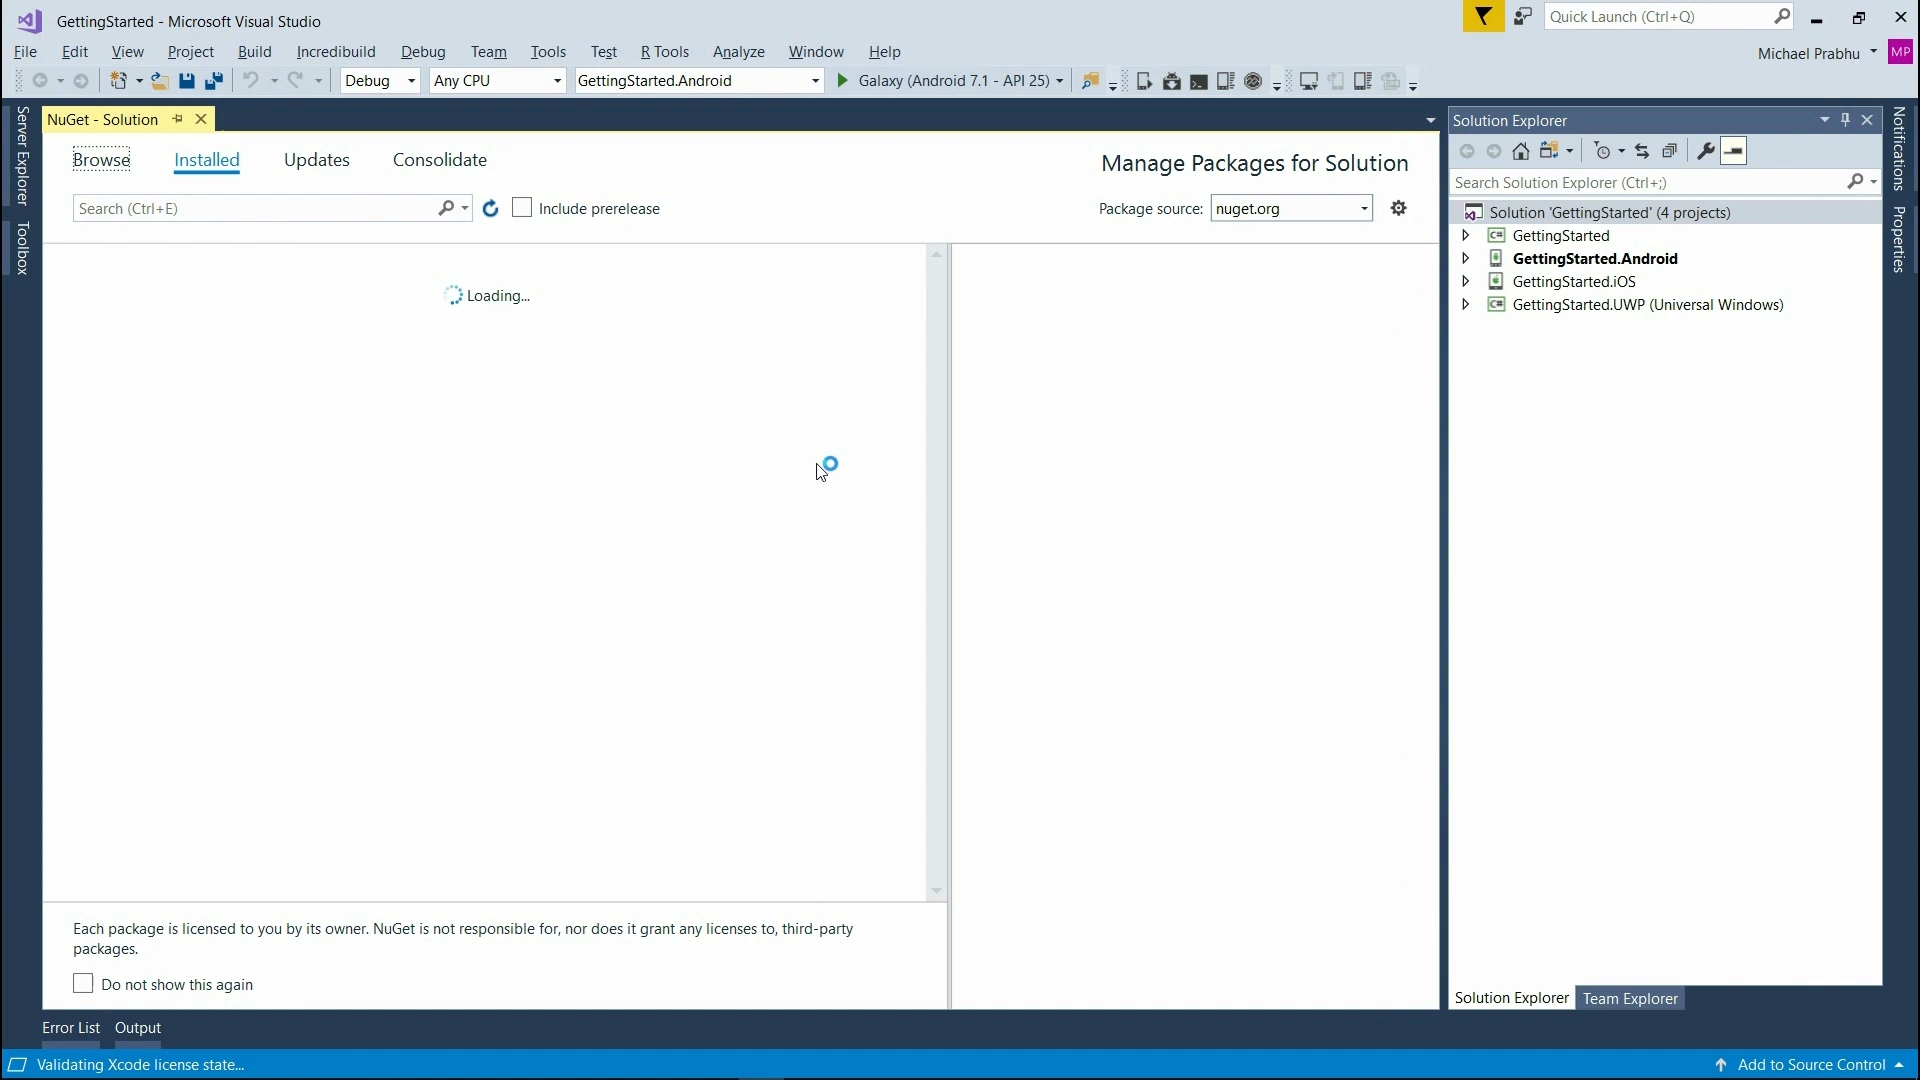 GettingStarted - Microsoft Visual Studio
Quick Launch (Ctrl+Q)
File Edit View Project Build Incredibuild Debug Team Tools Test R Tools Analyze Window Help
Michael Prabhu MP
Debug Any CPU GettingStarted.Android Galaxy (Android 7.1 - API 25)
Server Explorer
Toolbox
NuGet - Solution
Browse Installed Updates Consolidate
Manage Packages for Solution
Search (Ctrl+E)
Include prerelease
Package source: nuget.org
Loading...
Each package is licensed to you by its owner. NuGet is not responsible for, nor does it grant any licenses to, third-party
packages.
Do not show this again
Solution Explorer
Search Solution Explorer (Ctrl+;)
Solution 'GettingStarted' (4 projects)
C# GettingStarted
GettingStarted.Android
GettingStarted.iOS
C# GettingStarted.UWP (Universal Windows)
Solution Explorer Team Explorer
Notifications
Properties
Error List Output
Validating Xcode license state...
Add to Source Control